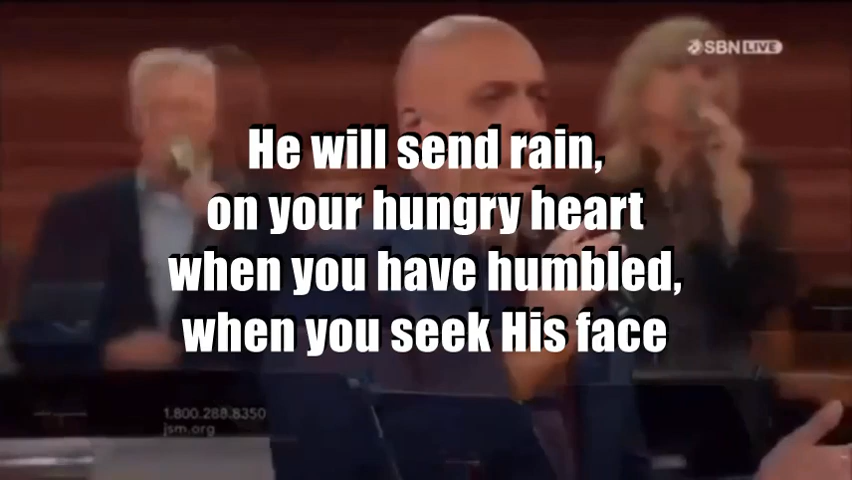 SBN LIVE
He will send rain,
on your hungry heart
when you have humbled,
when you seek His face
1.800.288.8350
jsm.org